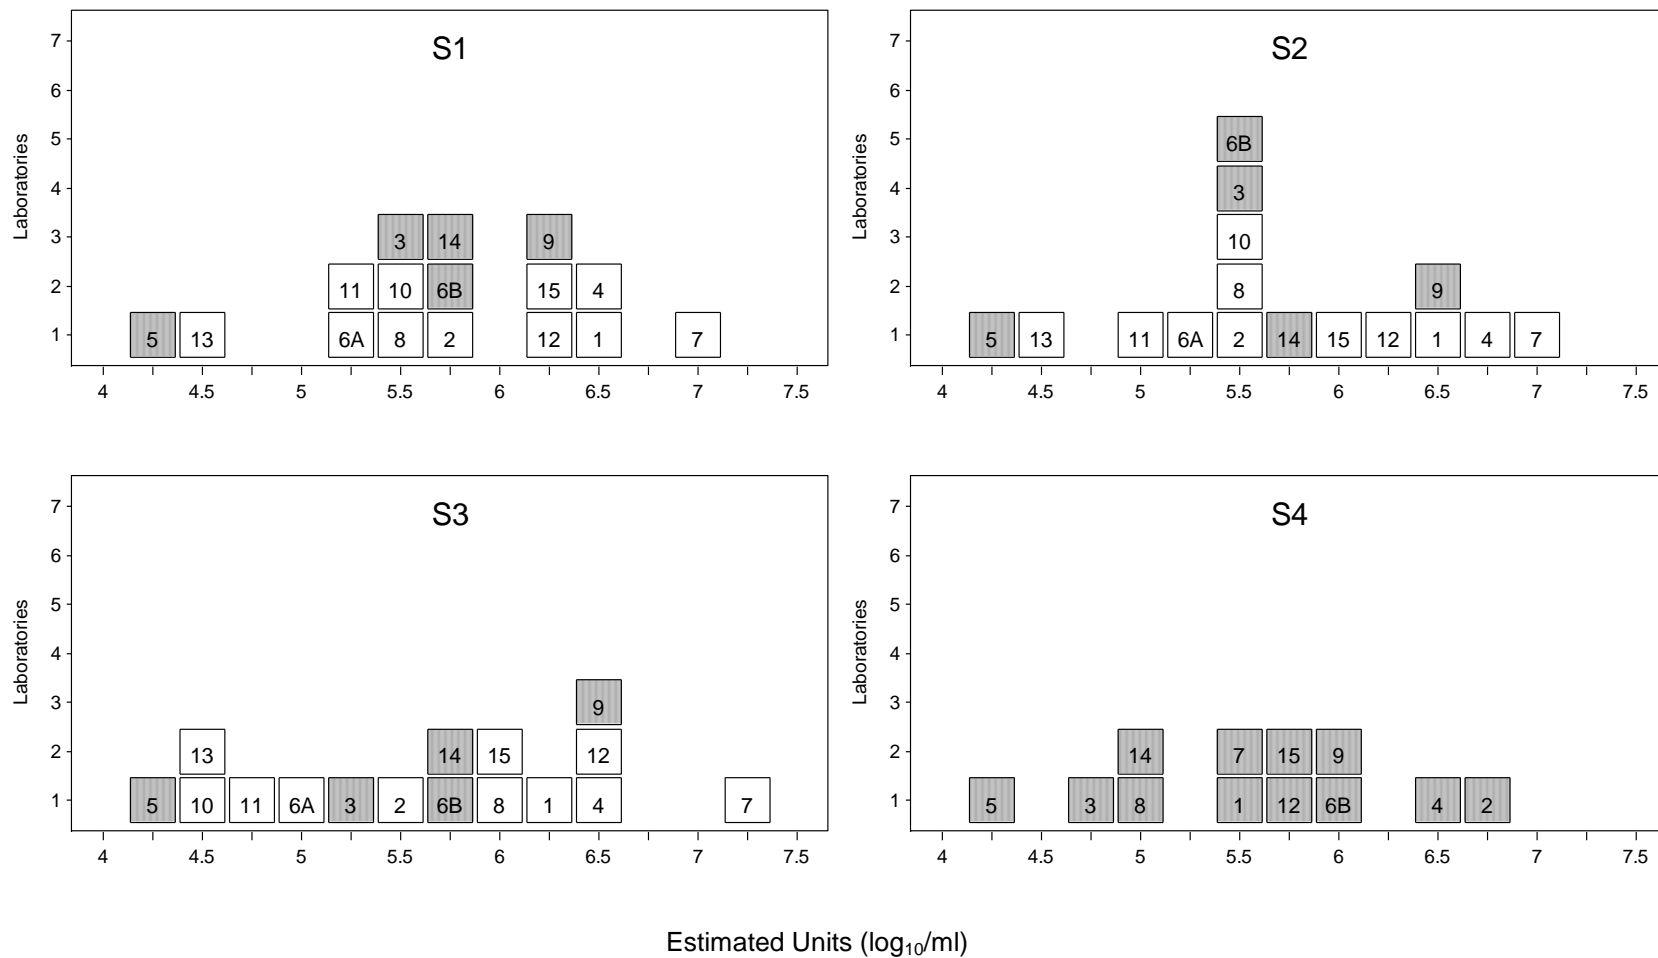 S1
7
6
5
4
3
2
1
Laboratories
3 14 9
11 10 6B 15 4
5 13 6A 8 2 12 1 7
4 4.5 5 5.5 6 6.5 7 7.5
S2
7
6
5
4
3
2
1
Laboratories
6B
3
10
8 9
5 13 11 6A 2 14 15 12 1 4 7
4 4.5 5 5.5 6 6.5 7 7.5
S3
7
6
5
4
3
2
1
Laboratories
9
13 14 15 12
5 10 11 6A 3 2 6B 8 1 4 7
4 4.5 5 5.5 6 6.5 7 7.5
S4
7
6
5
4
3
2
1
Laboratories
14 7 15 9
5 3 8 1 12 6B 4 2
4 4.5 5 5.5 6 6.5 7 7.5
Estimated Units (log₁₀/ml)